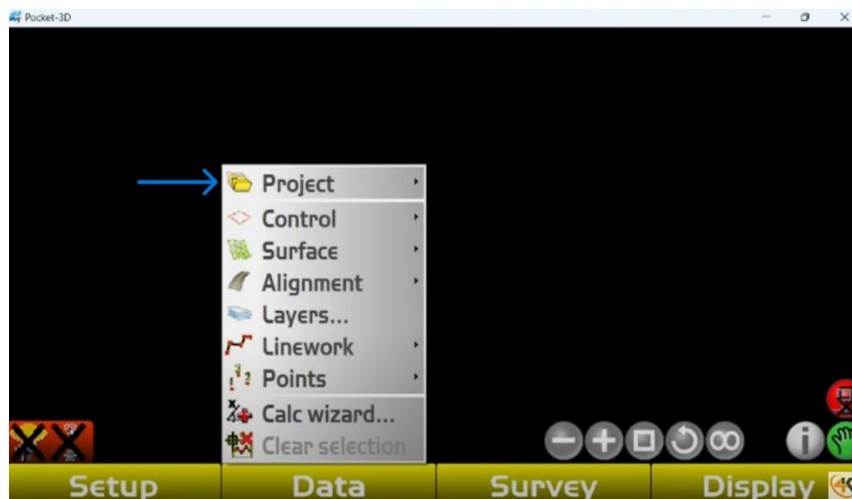 Pocket-3D
Project
Control
Surface
Alignment
Layers...
Linework
Points
Calc wizard...
Clear selection
Setup Data Survey Display